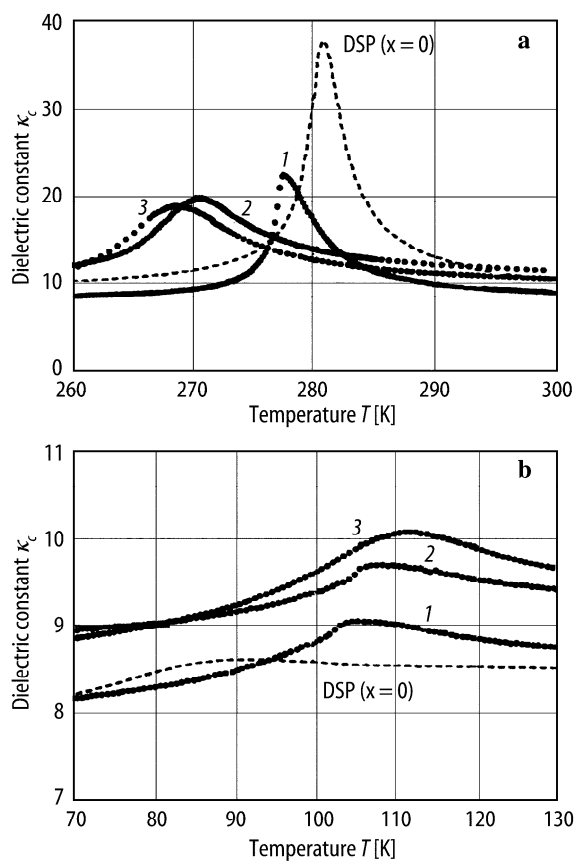 40
30
20
10
0
Dielectric constant κc
a
DSP (x = 0)
1
2
3
260 270 280 290 300
Temperature T [K]
11
10
9
8
7
Dielectric constant κc
b
3
2
1
DSP (x = 0)
70 80 90 100 110 120 130
Temperature T [K]